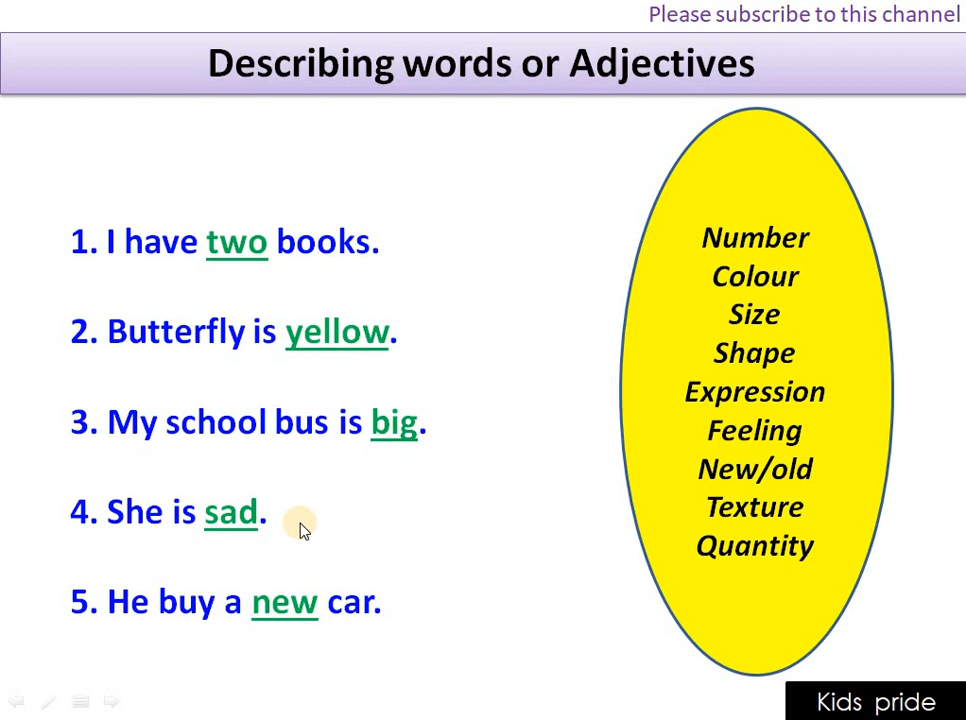 Please subscribe to this channel
Describing words or Adjectives
1. I have two books.
2. Butterfly is yellow.
3. My school bus is big.
4. She is sad.
5. He buy a new car.
Number
Colour
Size
Shape
Expression
Feeling
New/old
Texture
Quantity
Kids pride